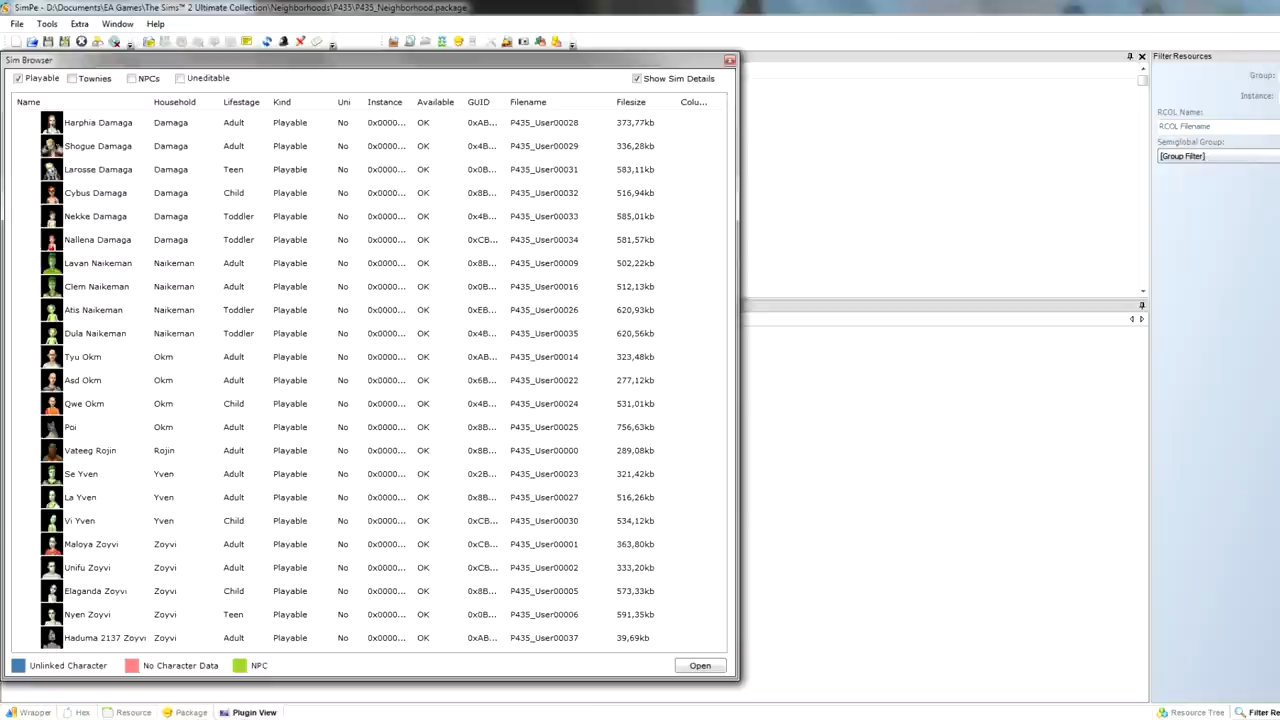 SimPe - D:\Documents\EA Games\The Sims™ 2 Ultimate Collection\Neighborhoods\P435\P435_Neighborhood.package
File Tools Extra Window Help
Sim Browser
Filter Resources
Playable Townies NPCs Uneditable Show Sim Details
Group:
Instance:
RCOL Name:
RCOL Filename
Semiglobal Group:
[Group Filter]
Name Household Lifestage Kind Uni Instance Available GUID Filename Filesize Colu...
Harphia Damaga Damaga Adult Playable No 0x0000... OK 0xAB... P435_User00028 373,77kb
Shogue Damaga Damaga Adult Playable No 0x0000... OK 0x4B... P435_User00029 336,28kb
Larosse Damaga Damaga Teen Playable No 0x0000... OK 0x0B... P435_User00031 583,11kb
Cybus Damaga Damaga Child Playable No 0x0000... OK 0x8B... P435_User00032 516,94kb
Nekke Damaga Damaga Toddler Playable No 0x0000... OK 0x4B... P435_User00033 585,01kb
Nallena Damaga Damaga Toddler Playable No 0x0000... OK 0xCB... P435_User00034 581,57kb
Lavan Naikeman Naikeman Adult Playable No 0x0000... OK 0x8B... P435_User00009 502,22kb
Clem Naikeman Naikeman Adult Playable No 0x0000... OK 0x0B... P435_User00016 512,13kb
Atis Naikeman Naikeman Toddler Playable No 0x0000... OK 0xEB... P435_User00026 620,93kb
Dula Naikeman Naikeman Toddler Playable No 0x0000... OK 0x4B... P435_User00035 620,56kb
Tyu Okm Okm Adult Playable No 0x0000... OK 0xAB... P435_User00014 323,48kb
Asd Okm Okm Adult Playable No 0x0000... OK 0x6B... P435_User00022 277,12kb
Qwe Okm Okm Child Playable No 0x0000... OK 0x4B... P435_User00024 531,01kb
Poi Okm Adult Playable No 0x0000... OK 0x8B... P435_User00025 756,63kb
Vateeg Rojin Rojin Adult Playable No 0x0000... OK 0x8B... P435_User00000 289,08kb
Se Yven Yven Adult Playable No 0x0000... OK 0x2B... P435_User00023 321,42kb
La Yven Yven Adult Playable No 0x0000... OK 0x8B... P435_User00027 516,26kb
Vi Yven Yven Child Playable No 0x0000... OK 0xCB... P435_User00030 534,12kb
Maloya Zoyvi Zoyvi Adult Playable No 0x0000... OK 0xCB... P435_User00001 363,80kb
Unifu Zoyvi Zoyvi Adult Playable No 0x0000... OK 0xCB... P435_User00002 333,20kb
Elaganda Zoyvi Zoyvi Child Playable No 0x0000... OK 0x8B... P435_User00005 573,33kb
Nyen Zoyvi Zoyvi Teen Playable No 0x0000... OK 0x0B... P435_User00006 591,35kb
Haduma 2137 Zoyvi Zoyvi Adult Playable No 0x0000... OK 0xAB... P435_User00037 39,69kb
Unlinked Character No Character Data NPC Open
Wrapper Hex Resource Package Plugin View Resource Tree Filter Re